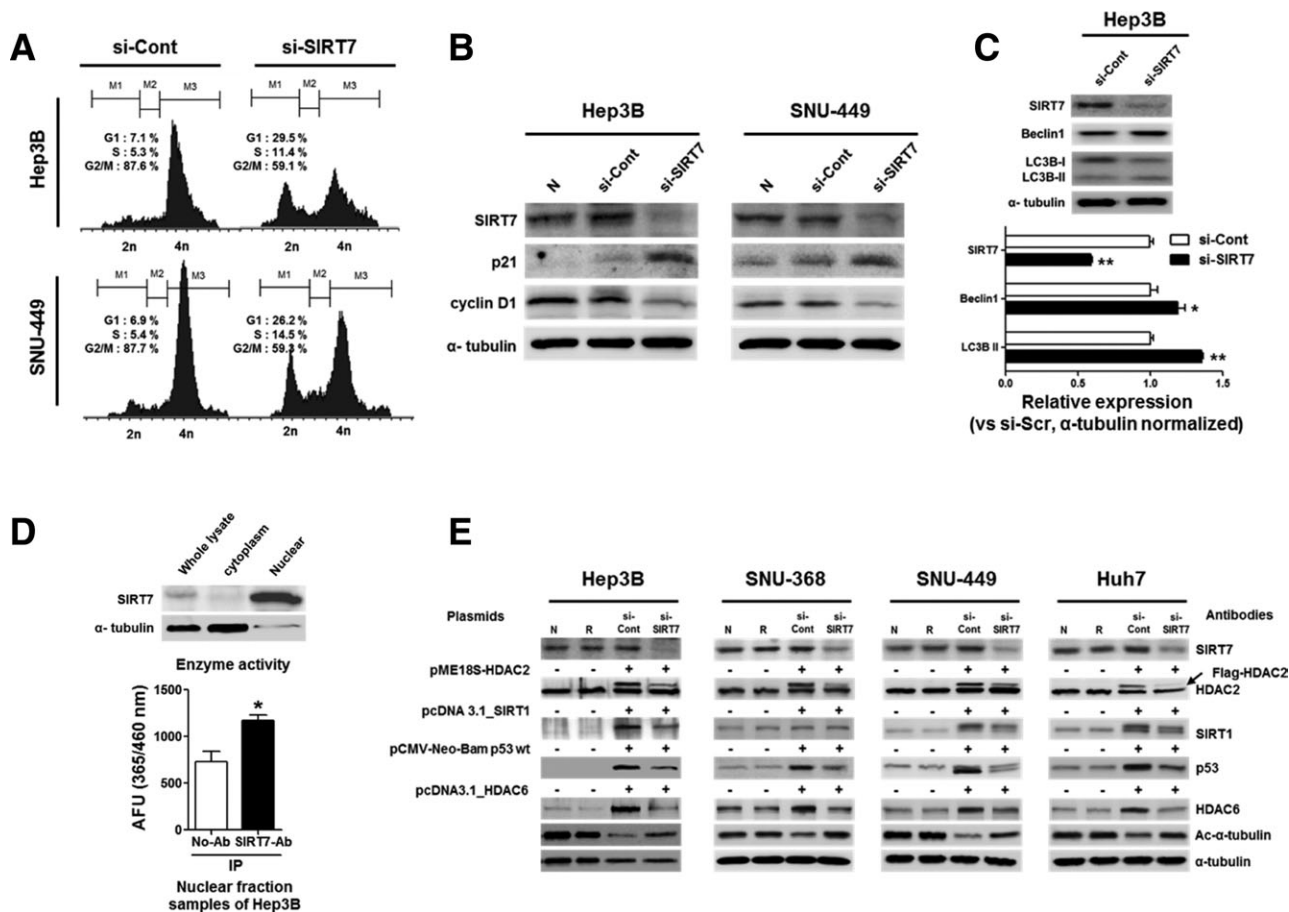 A
si-Cont
si-SIRT7
Hep3B
M1 M2 M3
G1 : 7.1 %
S : 5.3 %
G2/M : 87.6 %
2n 4n
M1 M2 M3
G1 : 29.5 %
S : 11.4 %
G2/M : 59.1 %
2n 4n
SNU-449
M1 M2 M3
G1 : 6.9 %
S : 5.4 %
G2/M : 87.7 %
2n 4n
M1 M2 M3
G1 : 26.2 %
S : 14.5 %
G2/M : 59.3 %
2n 4n
B
Hep3B SNU-449
N si-Cont si-SIRT7 N si-Cont si-SIRT7
SIRT7
p21
cyclin D1
α- tubulin
C
Hep3B
si-Cont si-SIRT7
SIRT7
Beclin1
LC3B-I
LC3B-II
α- tubulin
si-Cont
si-SIRT7
SIRT7
**
Beclin1
*
LC3B II
**
0.0 0.5 1.0 1.5
Relative expression
(vs si-Scr, α-tubulin normalized)
D
Whole lysate cytoplasm Nuclear
SIRT7
α- tubulin
Enzyme activity
AFU (365/460 nm)
1500
1000
500
0
*
No-Ab SIRT7-Ab
IP
Nuclear fraction
samples of Hep3B
E
Hep3B SNU-368 SNU-449 Huh7
Plasmids Antibodies
N R si-Cont si-SIRT7 N R si-Cont si-SIRT7 N R si-Cont si-SIRT7 N R si-Cont si-SIRT7
SIRT7
pME18S-HDAC2 - - + + - - + + - - + + - - + + Flag-HDAC2
HDAC2
pcDNA 3.1_SIRT1 - - + + - - + + - - + + - - + +
SIRT1
pCMV-Neo-Bam p53 wt - - + + - - + + - - + + - - + +
p53
pcDNA3.1_HDAC6 - - + + - - + + - - + + - - + +
HDAC6
Ac-α-tubulin
α-tubulin